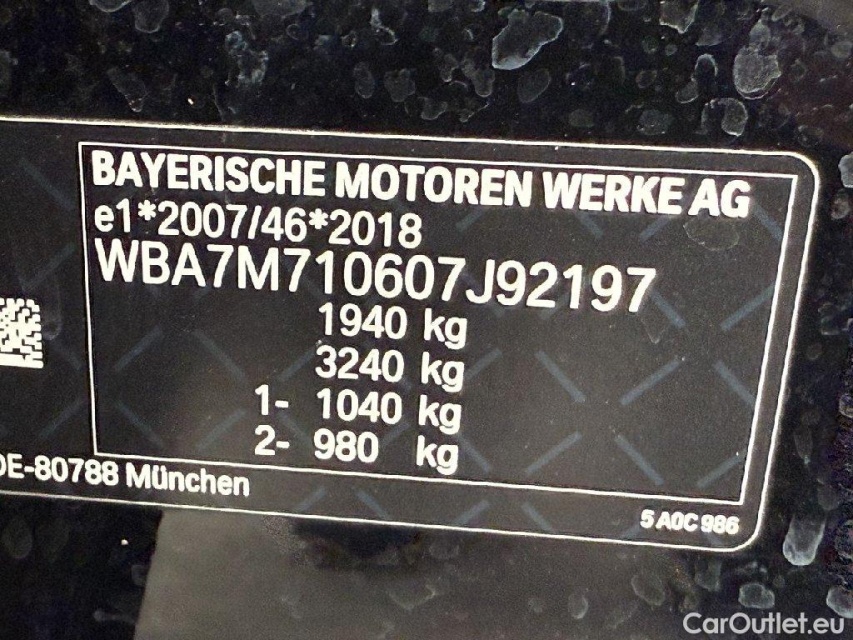 BAYERISCHE MOTOREN WERKE AG
e1*2007/46*2018
WBA7M710607J92197
1940 kg
3240 kg
1- 1040 kg
2- 980 kg
DE-80788 München
5 A0C 986
CarOutlet.eu